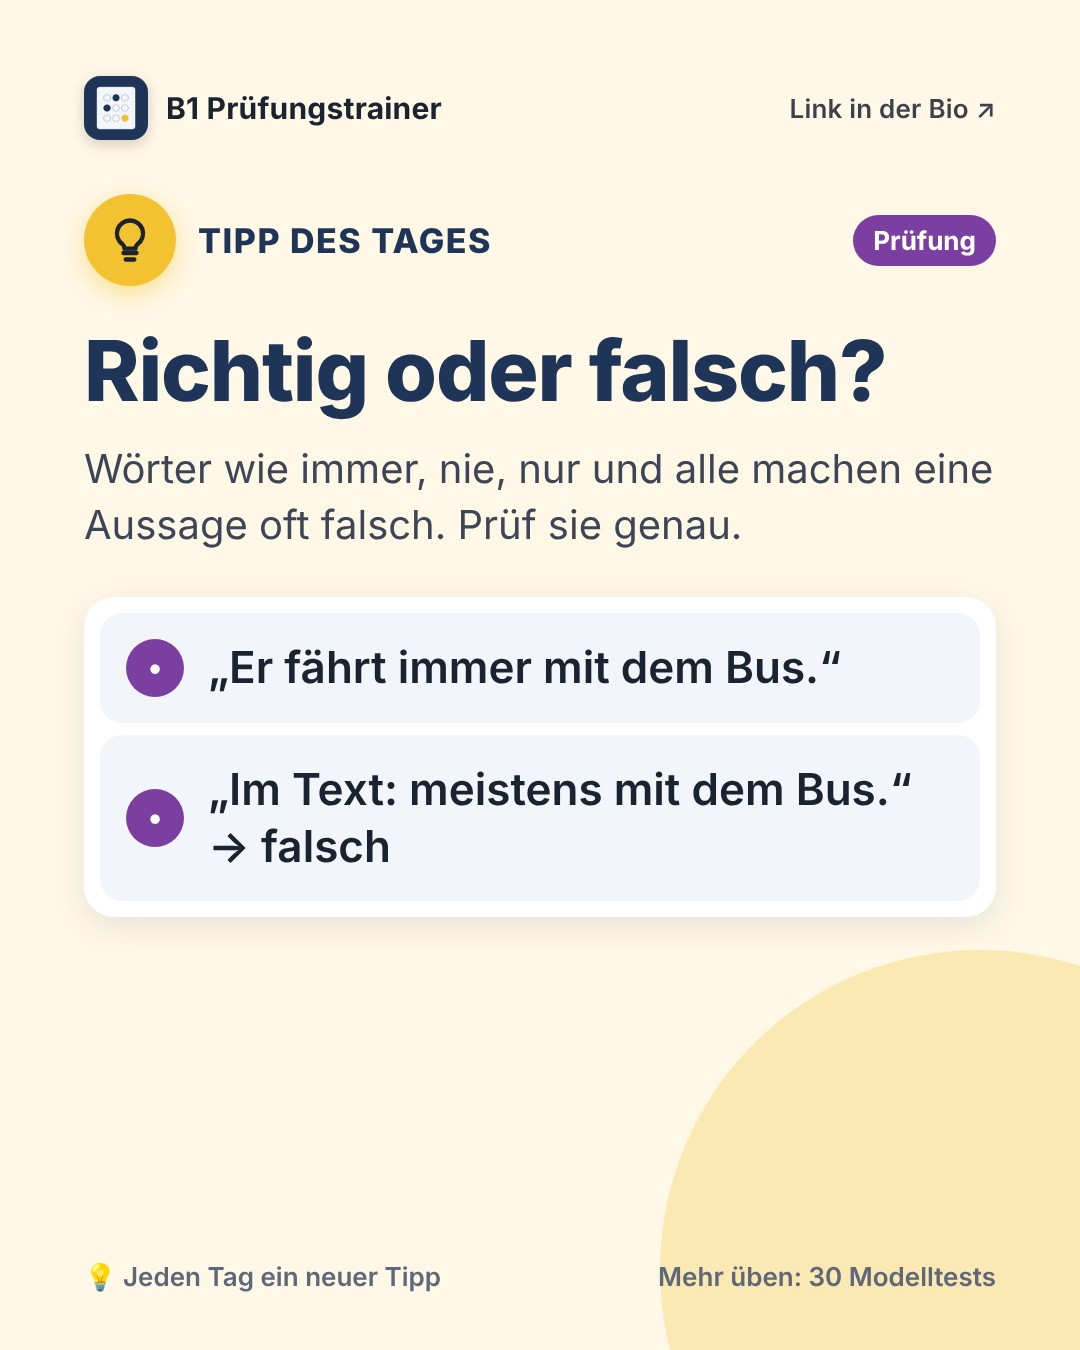 B1 Prüfungstrainer
Link in der Bio ↗
TIPP DES TAGES
Prüfung
Richtig oder falsch?
Wörter wie immer, nie, nur und alle machen eine
Aussage oft falsch. Prüf sie genau.
„Er fährt immer mit dem Bus.“
„Im Text: meistens mit dem Bus.“
→ falsch
💡 Jeden Tag ein neuer Tipp
Mehr üben: 30 Modelltests